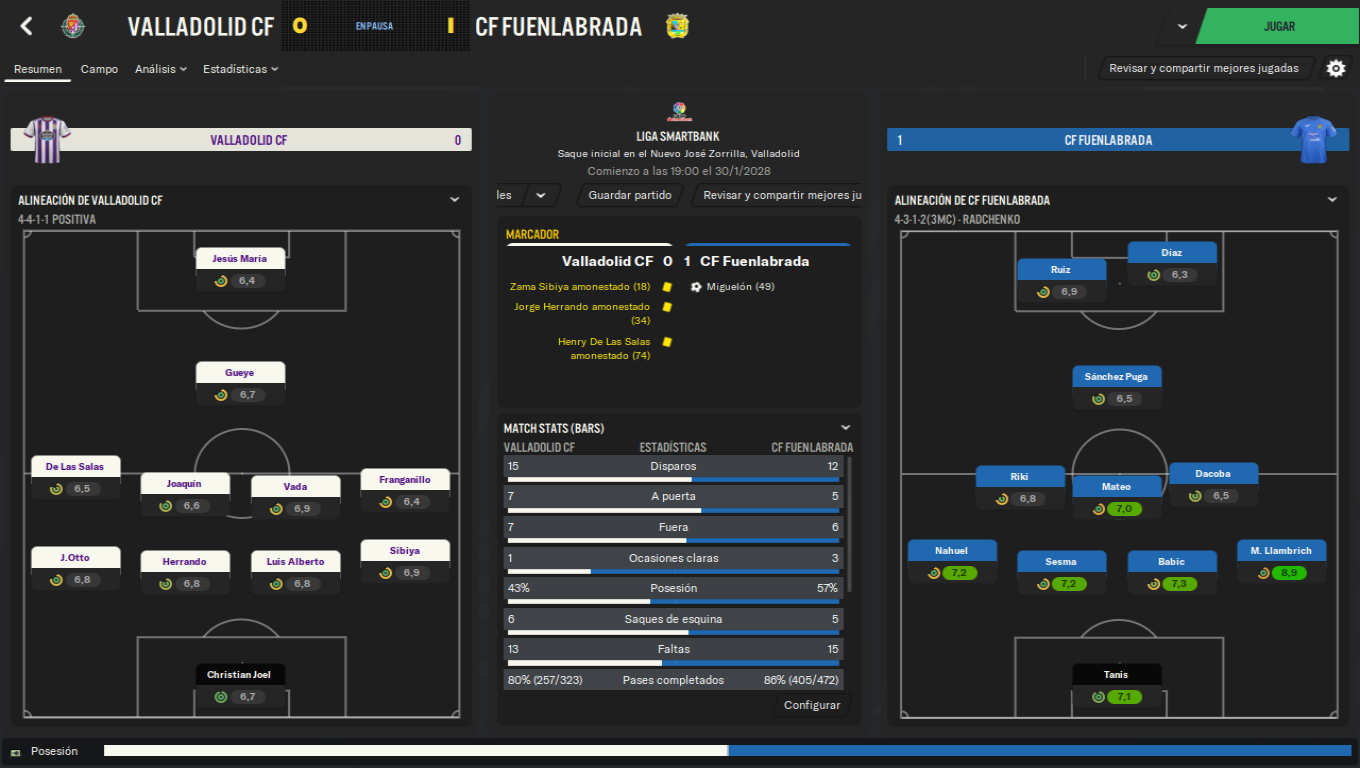 VALLADOLID CF 0 EN PAUSA 1 CF FUENLABRADA
JUGAR
Resumen Campo Análisis Estadísticas
Revisar y compartir mejores jugadas
VALLADOLID CF 0
ALINEACIÓN DE VALLADOLID CF
4-4-1-1 POSITIVA
Jesús María
6,4
Gueye
6,7
De Las Salas
6,5
Joaquín
6,6
Vada
6,9
Franganillo
6,4
J.Otto
6,8
Herrando
6,8
Luis Alberto
6,8
Sibiya
6,9
Christian Joel
6,7
LIGA SMARTBANK
Saque inicial en el Nuevo José Zorrilla, Valladolid
Comienzo a las 19:00 el 30/1/2028
les Guardar partido Revisar y compartir mejores ju
MARCADOR
Valladolid CF 0 1 CF Fuenlabrada
Zama Sibiya amonestado (18) Miguelón (49)
Jorge Herrando amonestado
(34)
Henry De Las Salas
amonestado (74)
MATCH STATS (BARS)
VALLADOLID CF ESTADÍSTICAS CF FUENLABRADA
15 Disparos 12
7 A puerta 5
7 Fuera 6
1 Ocasiones claras 3
43% Posesión 57%
6 Saques de esquina 5
13 Faltas 15
80% (257/323) Pases completados 86% (405/472)
Configurar
1 CF FUENLABRADA
ALINEACIÓN DE CF FUENLABRADA
4-3-1-2 (3MC) - RADCHENKO
Díaz
6,3
Ruiz
6,9
Sánchez Puga
6,5
Riki
6,8
Mateo
7,0
Dacoba
6,5
Nahuel
7,2
Sesma
7,2
Babic
7,3
M. Llambrich
8,9
Tanis
7,1
Posesión